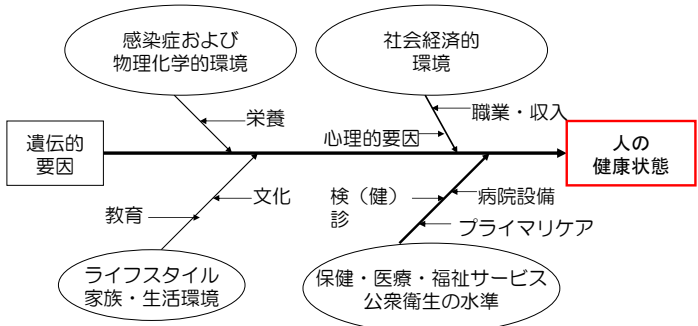 感染症および
物理化学的環境
社会経済的
環境
栄養
職業・収入
心理的要因
遺伝的
要因
人の
健康状態
教育
文化
検（健）
診
病院設備
プライマリケア
ライフスタイル
家族・生活環境
保健・医療・福祉サービス
公衆衛生の水準